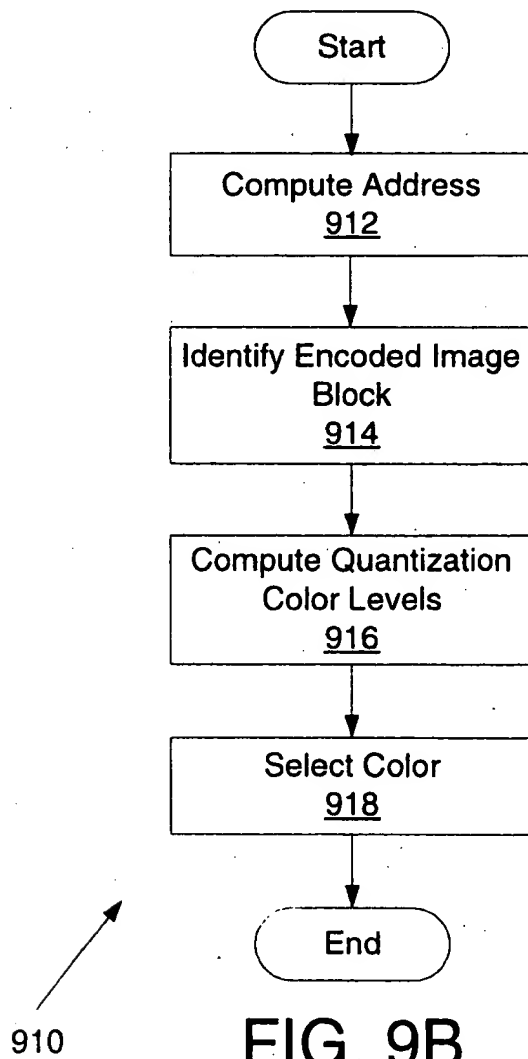 Start
Compute Address
912
Identify Encoded Image
Block
914
Compute Quantization
Color Levels
916
Select Color
918
End
910
FIG. 9B